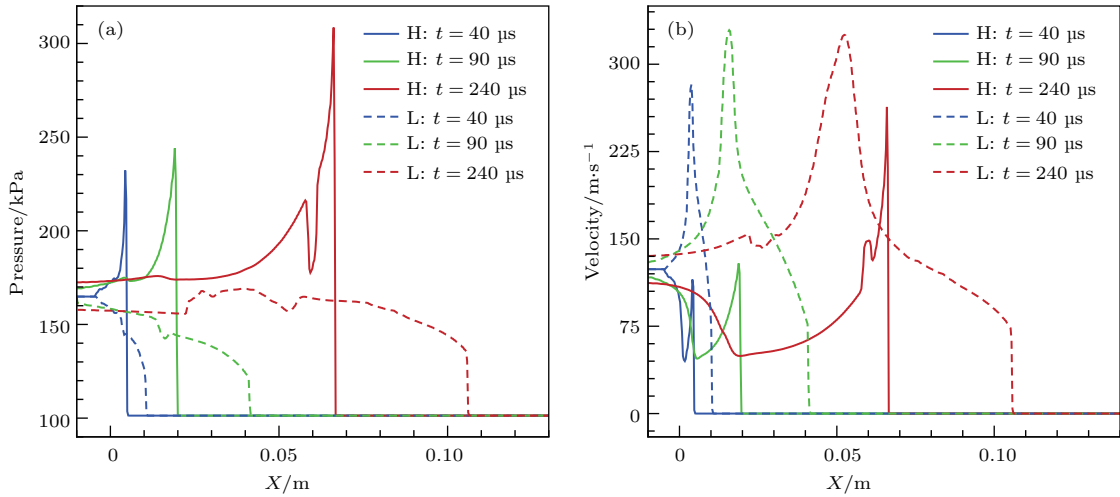 (a)
H: t = 40 µs
H: t = 90 µs
H: t = 240 µs
L: t = 40 µs
L: t = 90 µs
L: t = 240 µs
300
250
200
150
100
Pressure/kPa
0
0.05
0.10
X/m
(b)
H: t = 40 µs
H: t = 90 µs
H: t = 240 µs
L: t = 40 µs
L: t = 90 µs
L: t = 240 µs
300
225
150
75
0
Velocity/m·s⁻¹
0
0.05
0.10
X/m